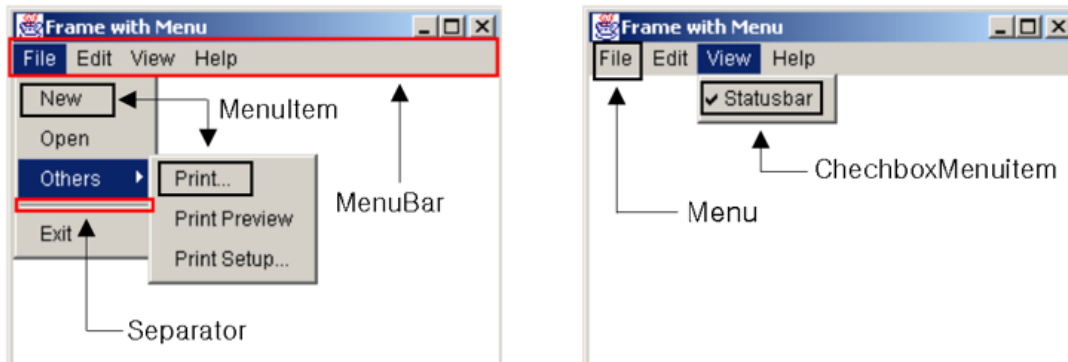 Frame with Menu
File Edit View Help
New
MenuItem
Open
Others
Print...
MenuBar
Print Preview
Exit
Print Setup...
Separator
Frame with Menu
File Edit View Help
Statusbar
ChechboxMenuitem
Menu